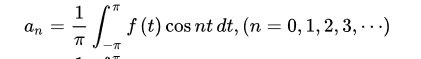 a_n = \frac{1}{\pi} \int_{-\pi}^{\pi} f(t) \cos nt \, dt, (n = 0, 1, 2, 3, \cdots)